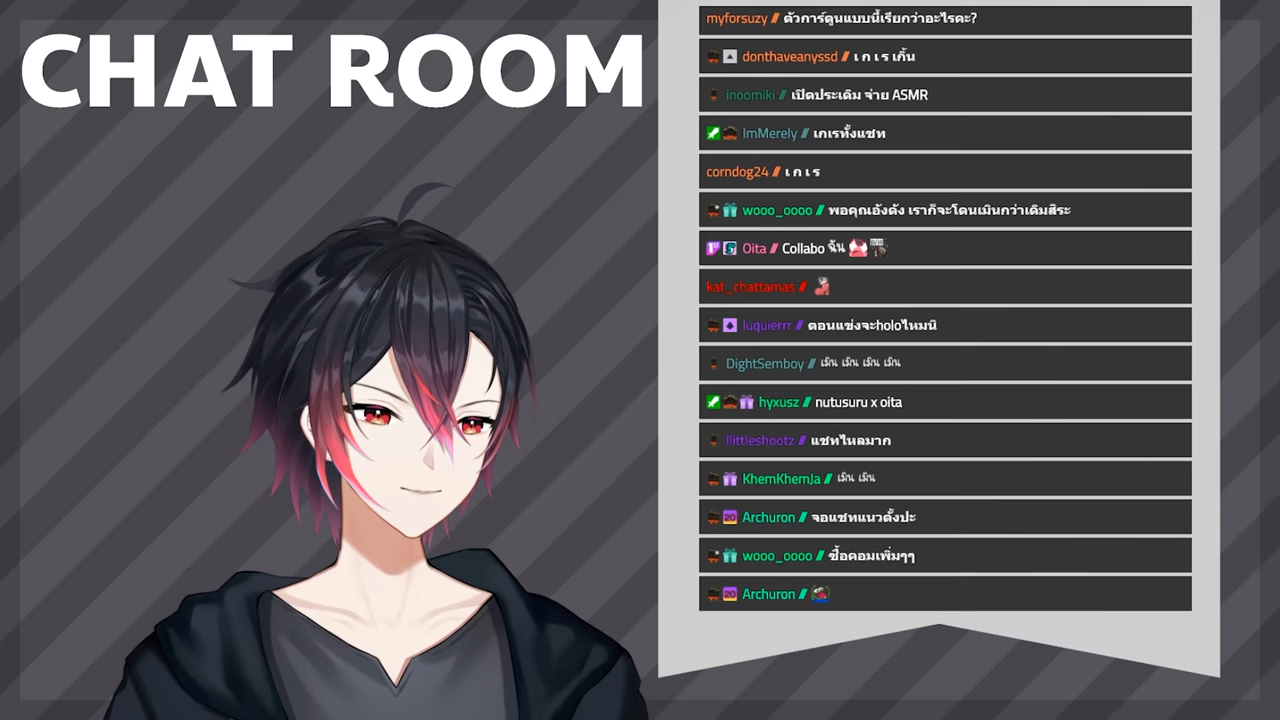 CHAT ROOM
myforsuzy // ตัวการ์ตูนแบบนี้เรียกว่าอะไรคะ?
donthaveanyssd // เ ก เ ร เกิ้น
inoomiki // เปิดประเดิม จ่าย ASMR
ImMerely // เกเรทั้งแชท
corndog24 // เ ก เ ร
wooo_oooo // พอคุณอังดัง เราก็จะโดนเมินกว่าเดิมสิระ
Oita // Collabo ฉัน
kat_chattamas //
luquierrr // ตอนแข่งจะholoไหมนิ
DightSemboy // เมิน เมิน เมิน เมิน
hyxusz // nutusuru x oita
llittleshootz // แชทไหลมาก
KhemKhemJa // เมิน เมิน
Archuron // จอแชทแนวตั้งปะ
wooo_oooo // ซื้อคอมเพิ่มๆๆ
Archuron //